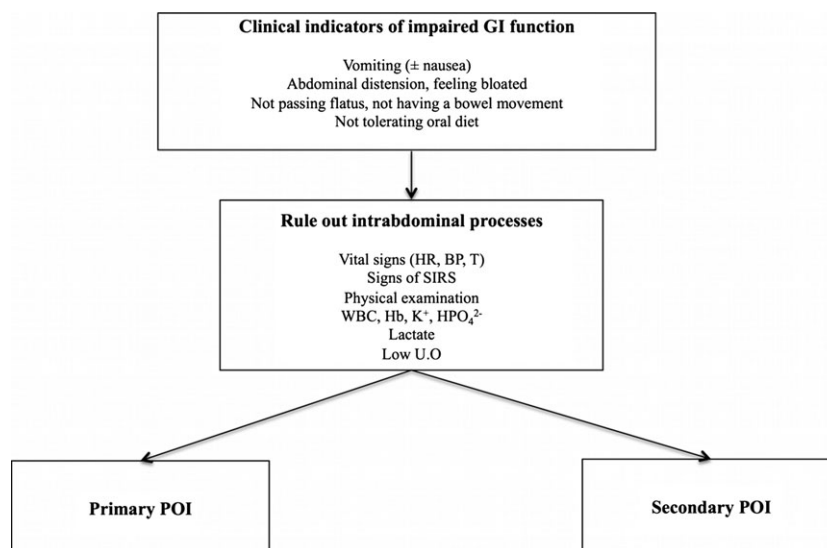 Clinical indicators of impaired GI function
Vomiting (± nausea)
Abdominal distension, feeling bloated
Not passing flatus, not having a bowel movement
Not tolerating oral diet
Rule out intrabdominal processes
Vital signs (HR, BP, T)
Signs of SIRS
Physical examination
WBC, Hb, K⁺, HPO₄²⁻
Lactate
Low U.O
Primary POI
Secondary POI